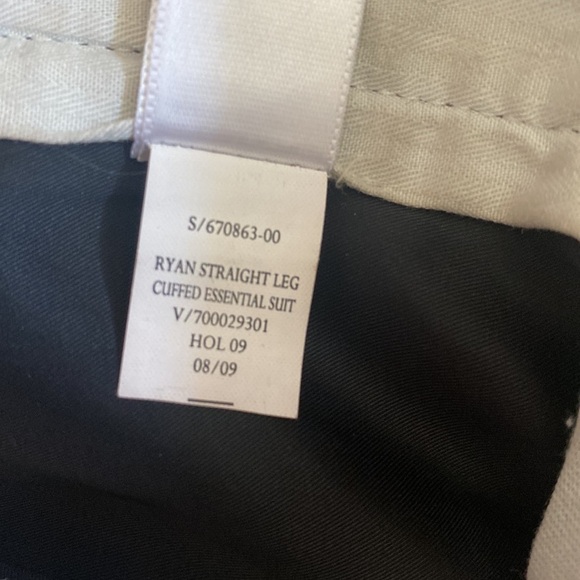 S/670863-00
RYAN STRAIGHT LEG
CUFFED ESSENTIAL SUIT
V/700029301
HOL 09
08/09